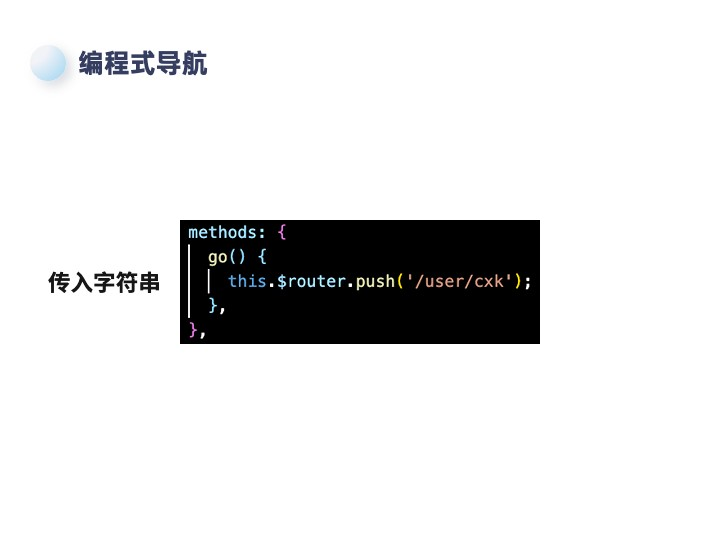 编程式导航
传入字符串
methods: {
  go() {
    this.$router.push('/user/cxk');
  },
},